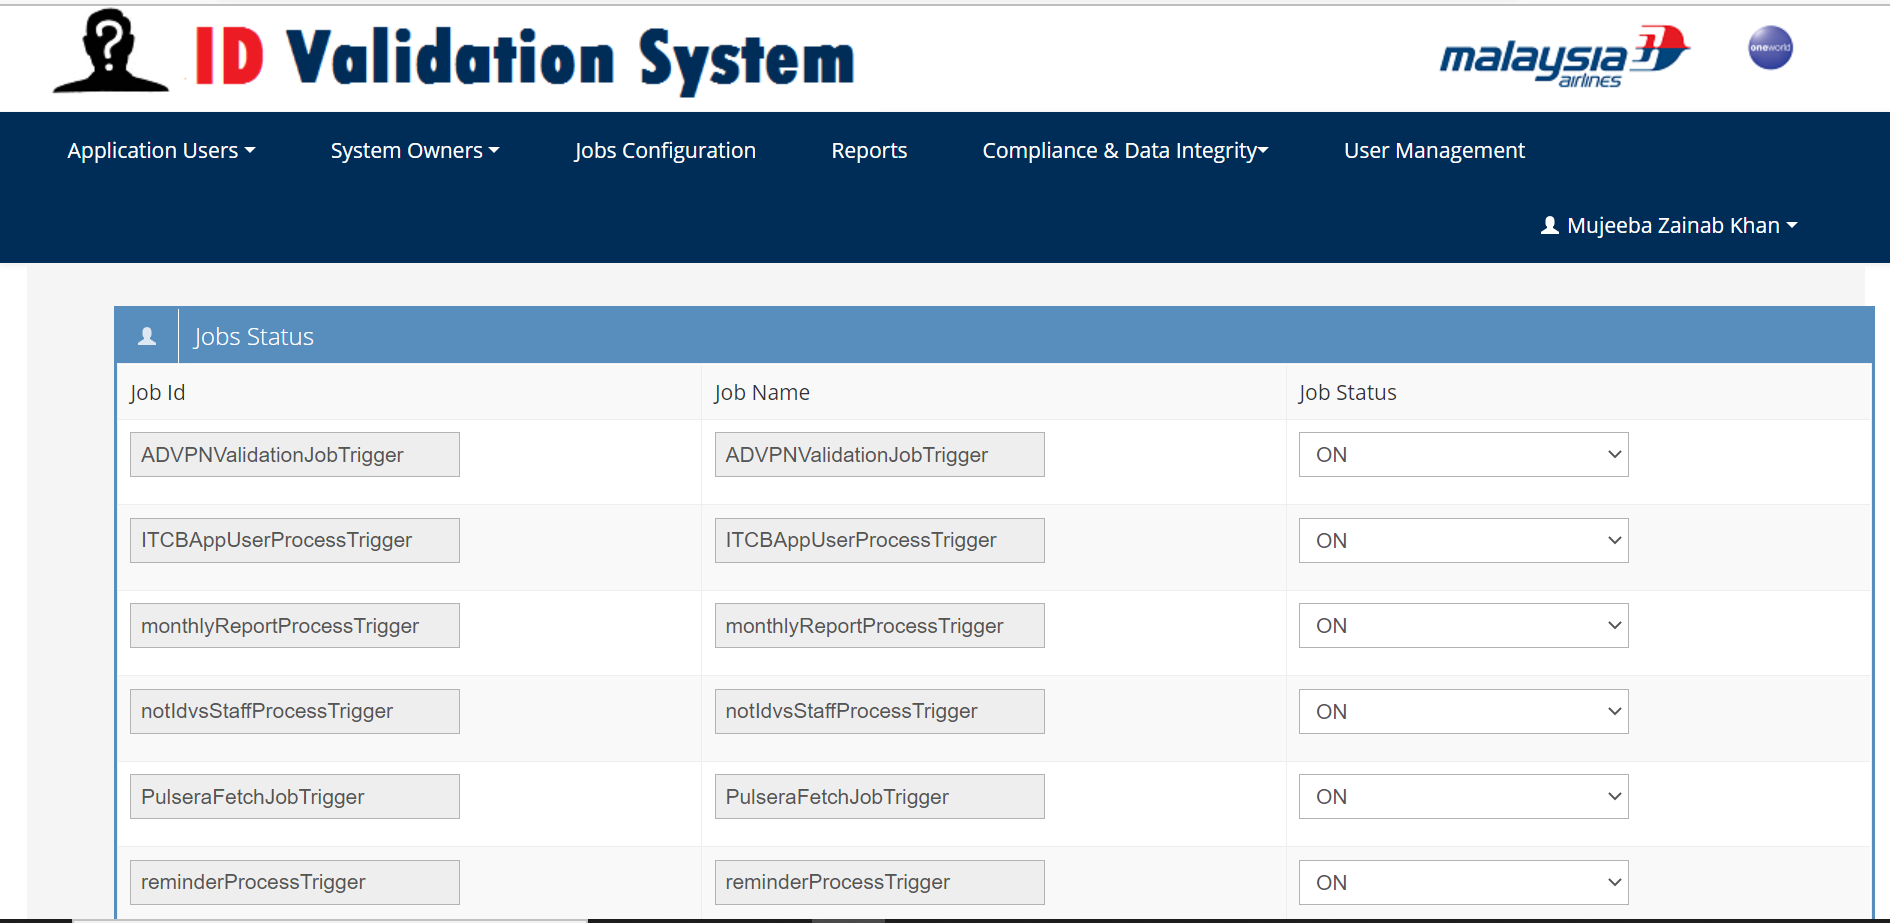 ID Validation System
malaysia airlines
oneworld
Application Users
System Owners
Jobs Configuration
Reports
Compliance & Data Integrity
User Management
Mujeeba Zainab Khan
Jobs Status
Job Id Job Name Job Status
ADVPNValidationJobTrigger ADVPNValidationJobTrigger ON
ITCBAppUserProcessTrigger ITCBAppUserProcessTrigger ON
monthlyReportProcessTrigger monthlyReportProcessTrigger ON
notIdvsStaffProcessTrigger notIdvsStaffProcessTrigger ON
PulseraFetchJobTrigger PulseraFetchJobTrigger ON
reminderProcessTrigger reminderProcessTrigger ON